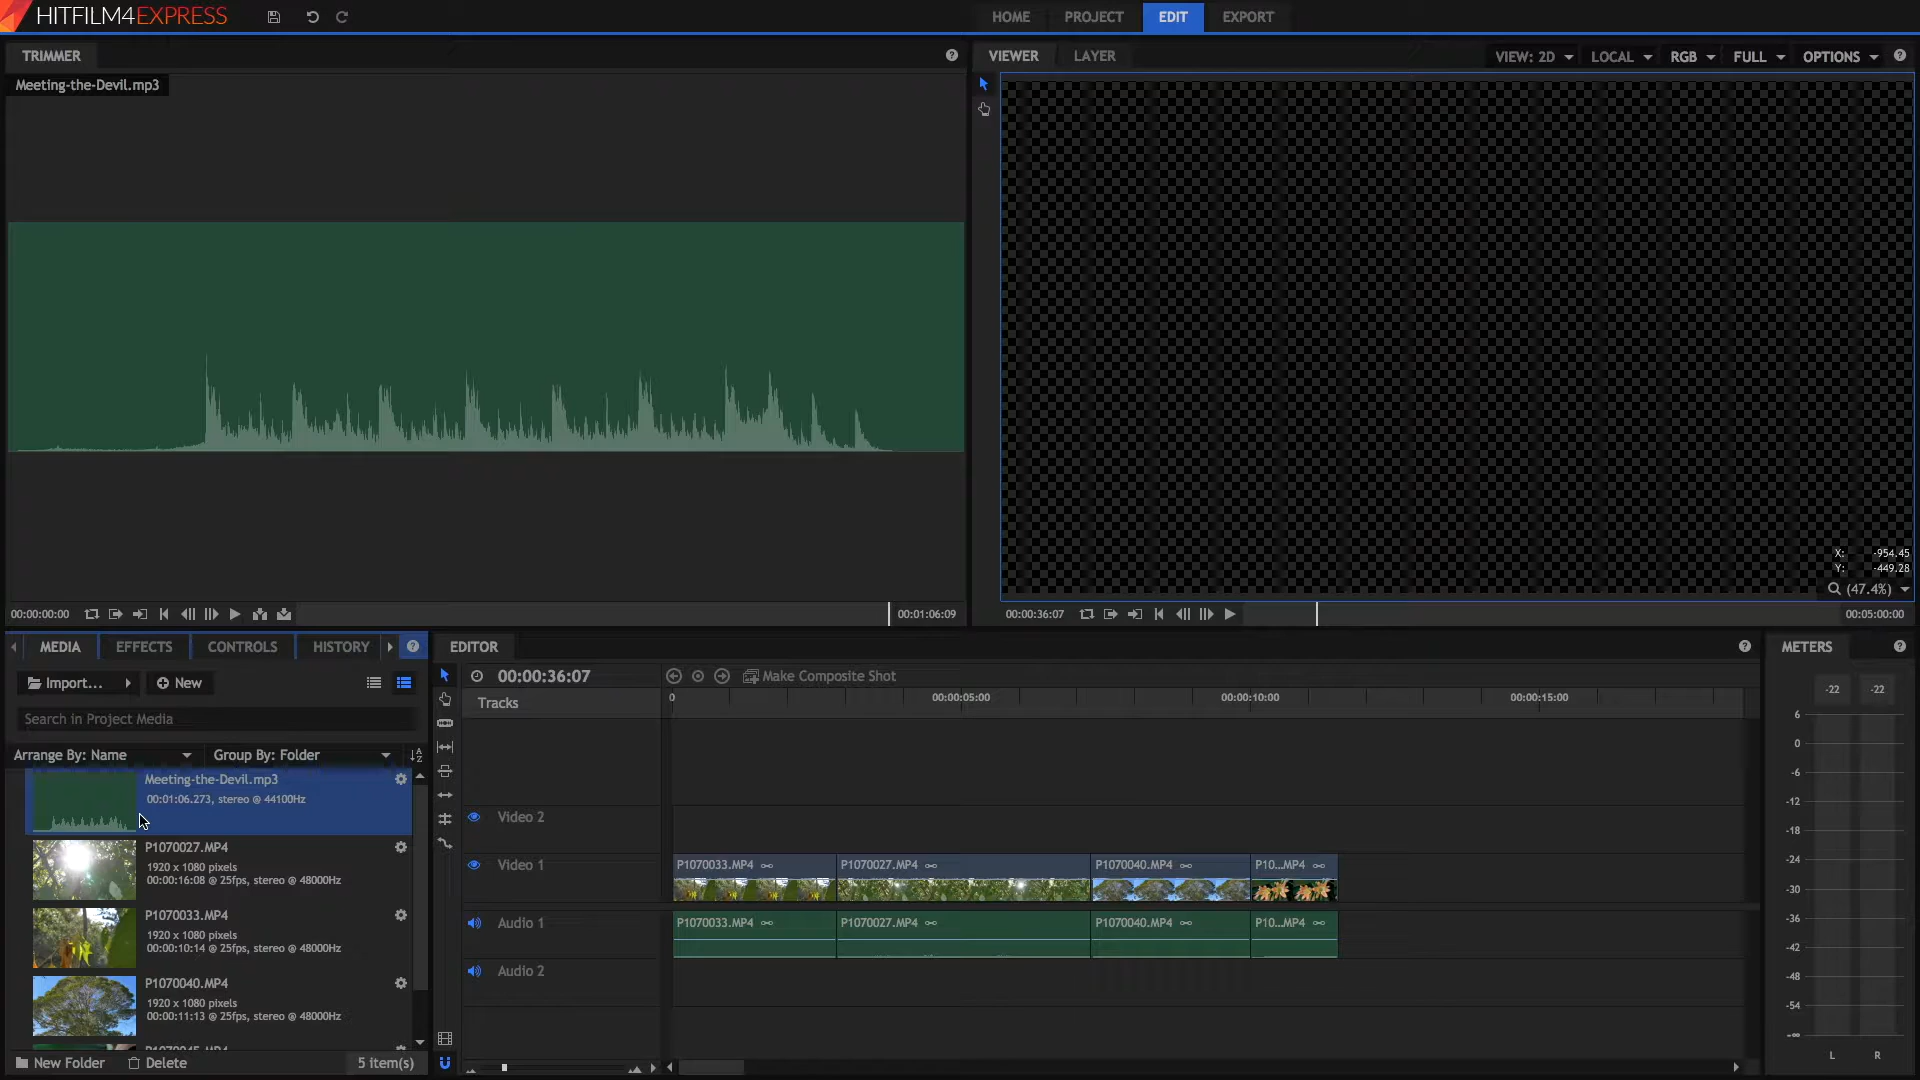 HITFILM4EXPRESS
HOME PROJECT EDIT EXPORT
TRIMMER
Meeting-the-Devil.mp3
VIEWER LAYER VIEW: 2D LOCAL RGB FULL OPTIONS
X: -954.45
Y: -449.28
(47.4%)
00:00:00:00 00:01:06:09
00:00:36:07 00:05:00:00
MEDIA EFFECTS CONTROLS HISTORY
Import... New
Search in Project Media
Arrange By: Name Group By: Folder
Meeting-the-Devil.mp3
00:01:06.273, stereo @ 44100Hz
P1070027.MP4
1920 x 1080 pixels
00:00:16:08 @ 25fps, stereo @ 48000Hz
P1070033.MP4
1920 x 1080 pixels
00:00:10:14 @ 25fps, stereo @ 48000Hz
P1070040.MP4
1920 x 1080 pixels
00:00:11:13 @ 25fps, stereo @ 48000Hz
New Folder Delete 5 item(s)
EDITOR
00:00:36:07 Make Composite Shot
Tracks 0 00:00:05:00 00:00:10:00 00:00:15:00
Video 2
Video 1 P1070033.MP4 P1070027.MP4 P1070040.MP4 P10...MP4
Audio 1 P1070033.MP4 P1070027.MP4 P1070040.MP4 P10...MP4
Audio 2
METERS
-22 -22
6
0
-6
-12
-18
-24
-30
-36
-42
-48
-54
-∞
L R